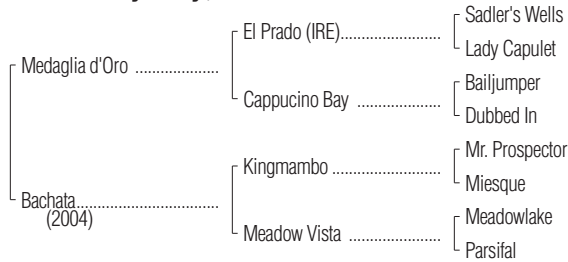 Sadler's Wells
El Prado (IRE)....................
Lady Capulet
Medaglia d'Oro ....................
Bailjumper
Cappucino Bay ....................
Dubbed In
Mr. Prospector
Kingmambo ....................
Miesque
Bachata....................
(2004)
Meadowlake
Meadow Vista ....................
Parsifal